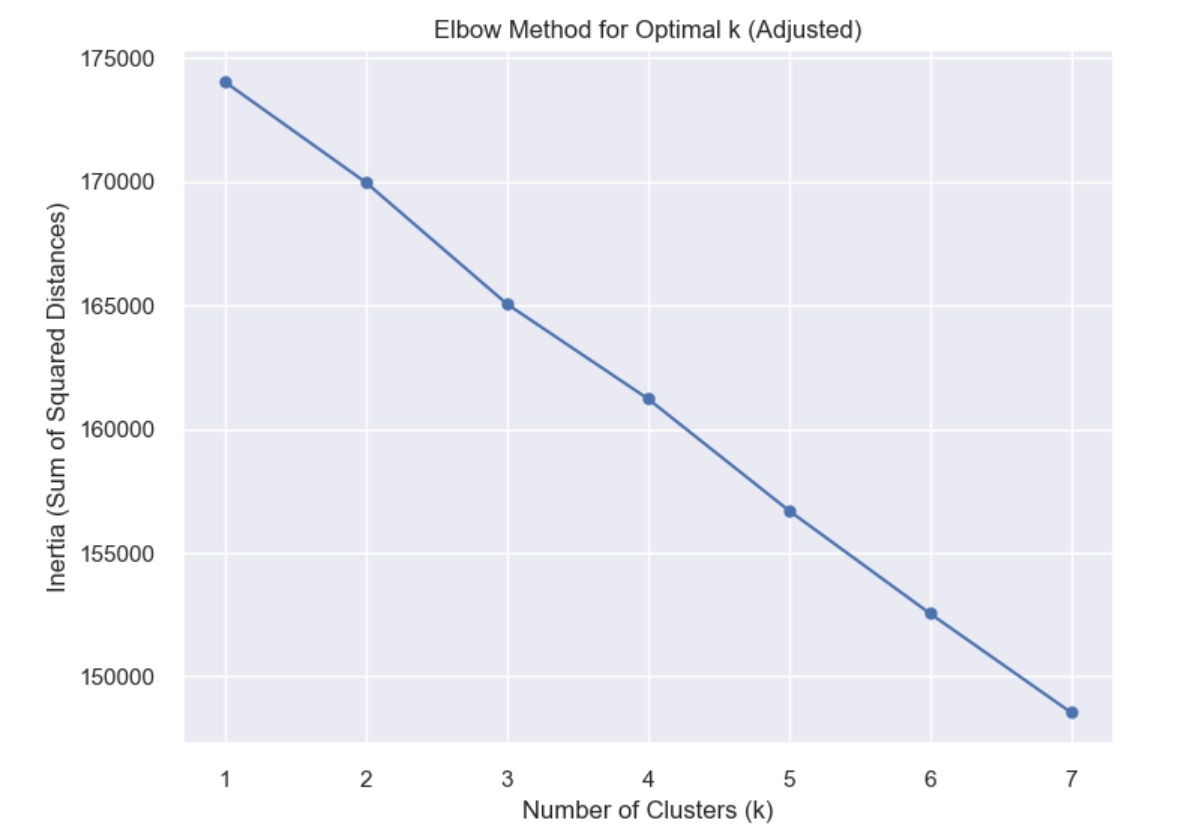 Elbow Method for Optimal k (Adjusted)
175000
170000
165000
160000
155000
150000
Inertia (Sum of Squared Distances)
1 2 3 4 5 6 7
Number of Clusters (k)